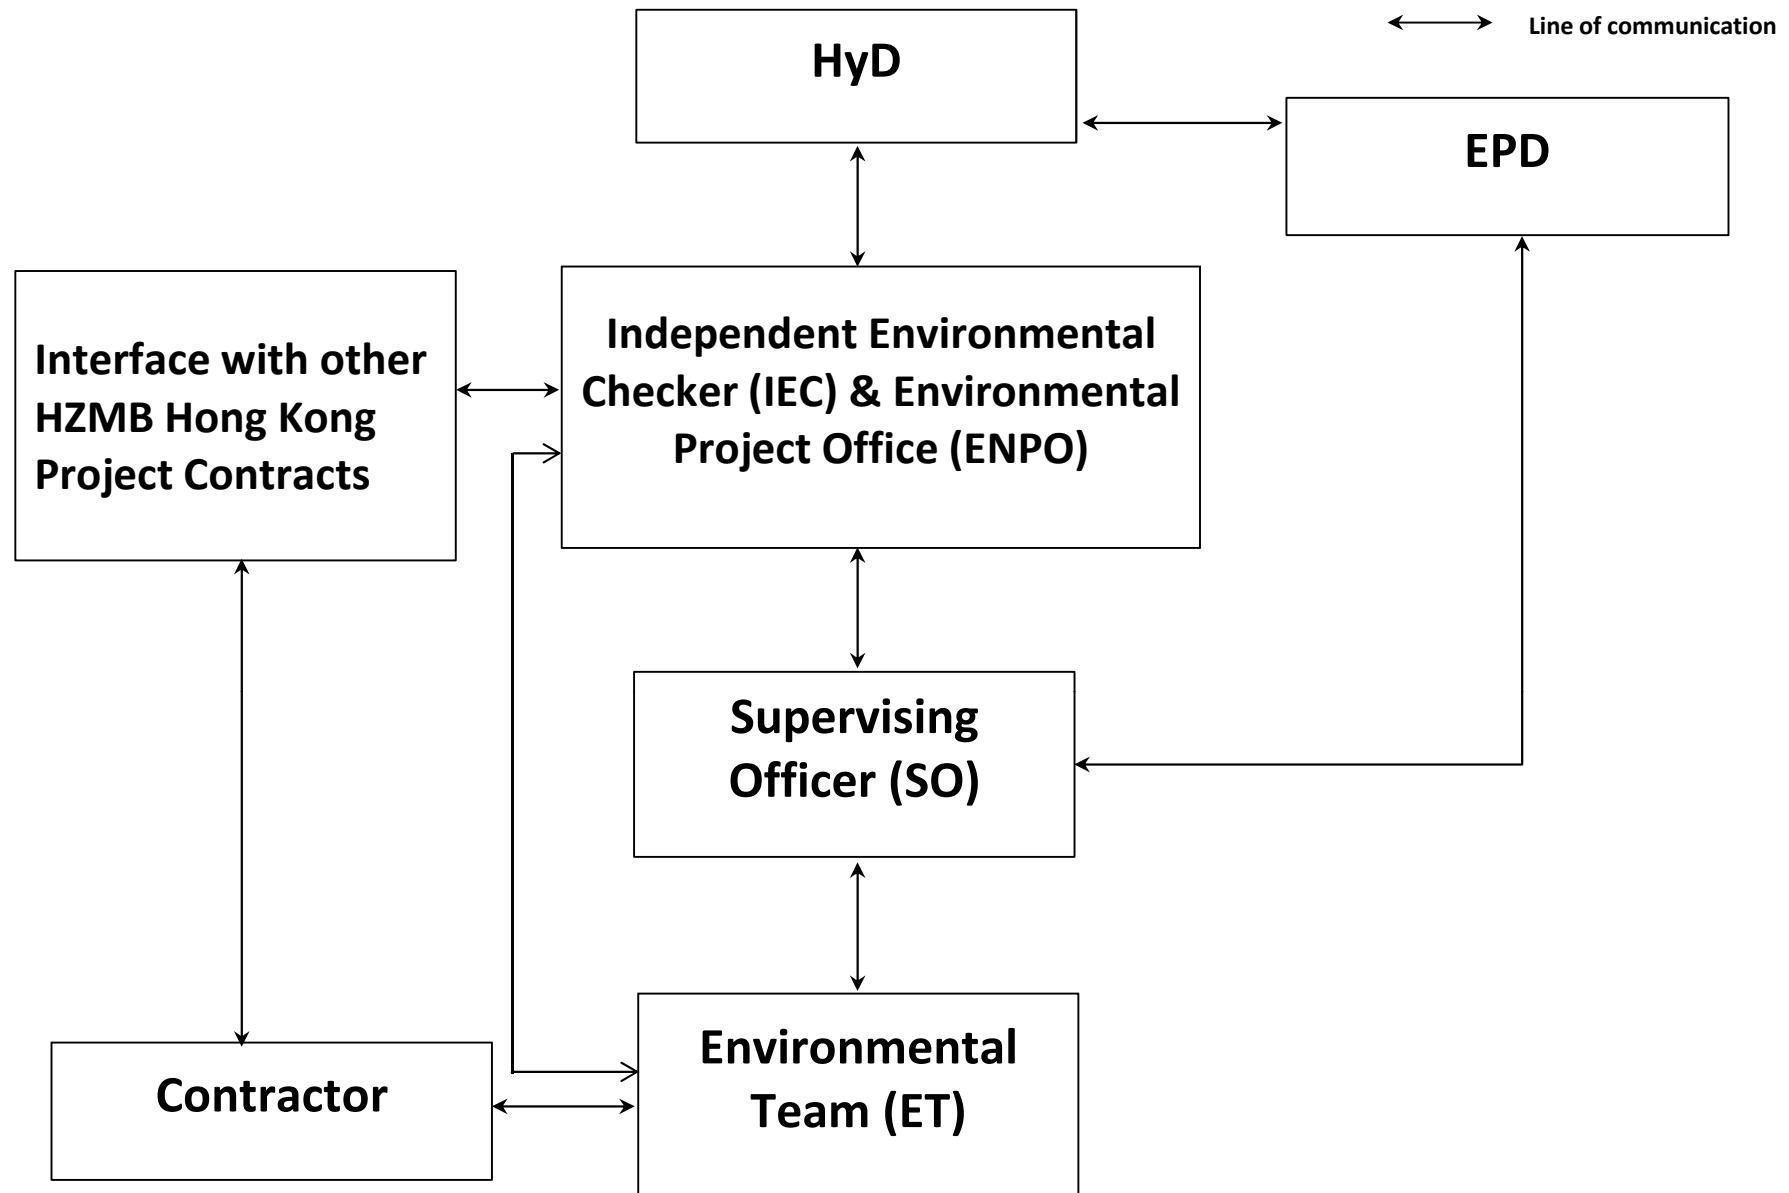 Line of communication
HyD
EPD
Interface with other
HZMB Hong Kong
Project Contracts
Independent Environmental
Checker (IEC) & Environmental
Project Office (ENPO)
Supervising
Officer (SO)
Contractor
Environmental
Team (ET)